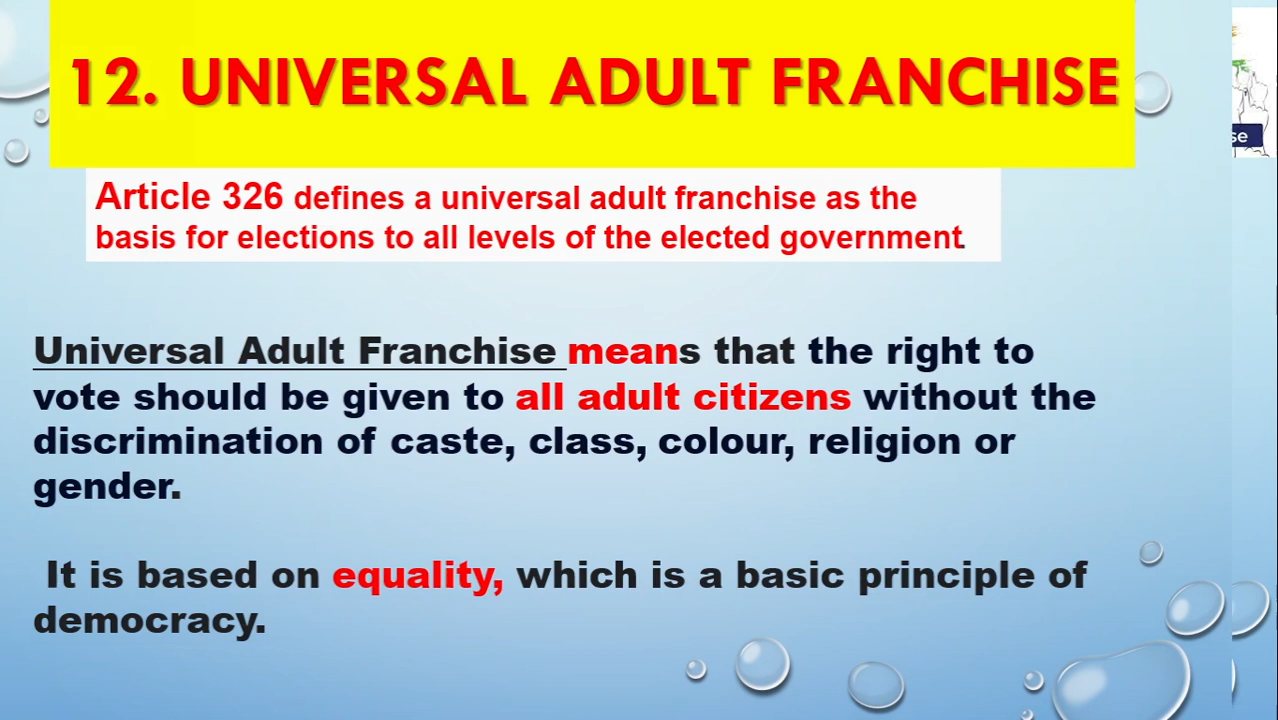 12. UNIVERSAL ADULT FRANCHISE
Article 326 defines a universal adult franchise as the
basis for elections to all levels of the elected government.
Universal Adult Franchise means that the right to
vote should be given to all adult citizens without the
discrimination of caste, class, colour, religion or
gender.
It is based on equality, which is a basic principle of
democracy.
se